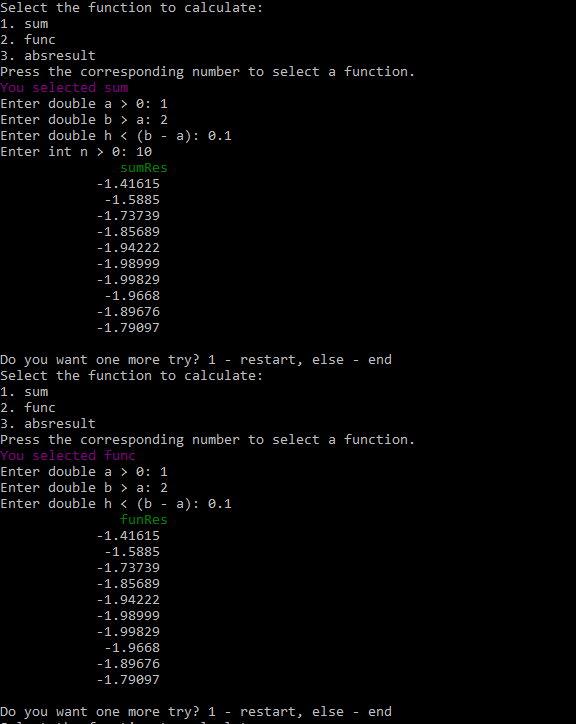 Select the function to calculate:
1. sum
2. func
3. absresult
Press the corresponding number to select a function.
You selected sum
Enter double a > 0: 1
Enter double b > a: 2
Enter double h < (b - a): 0.1
Enter int n > 0: 10
sumRes
-1.41615
-1.5885
-1.73739
-1.85689
-1.94222
-1.98999
-1.99829
-1.9668
-1.89676
-1.79097
Do you want one more try? 1 - restart, else - end
Select the function to calculate:
1. sum
2. func
3. absresult
Press the corresponding number to select a function.
You selected func
Enter double a > 0: 1
Enter double b > a: 2
Enter double h < (b - a): 0.1
funRes
-1.41615
-1.5885
-1.73739
-1.85689
-1.94222
-1.98999
-1.99829
-1.9668
-1.89676
-1.79097
Do you want one more try? 1 - restart, else - end